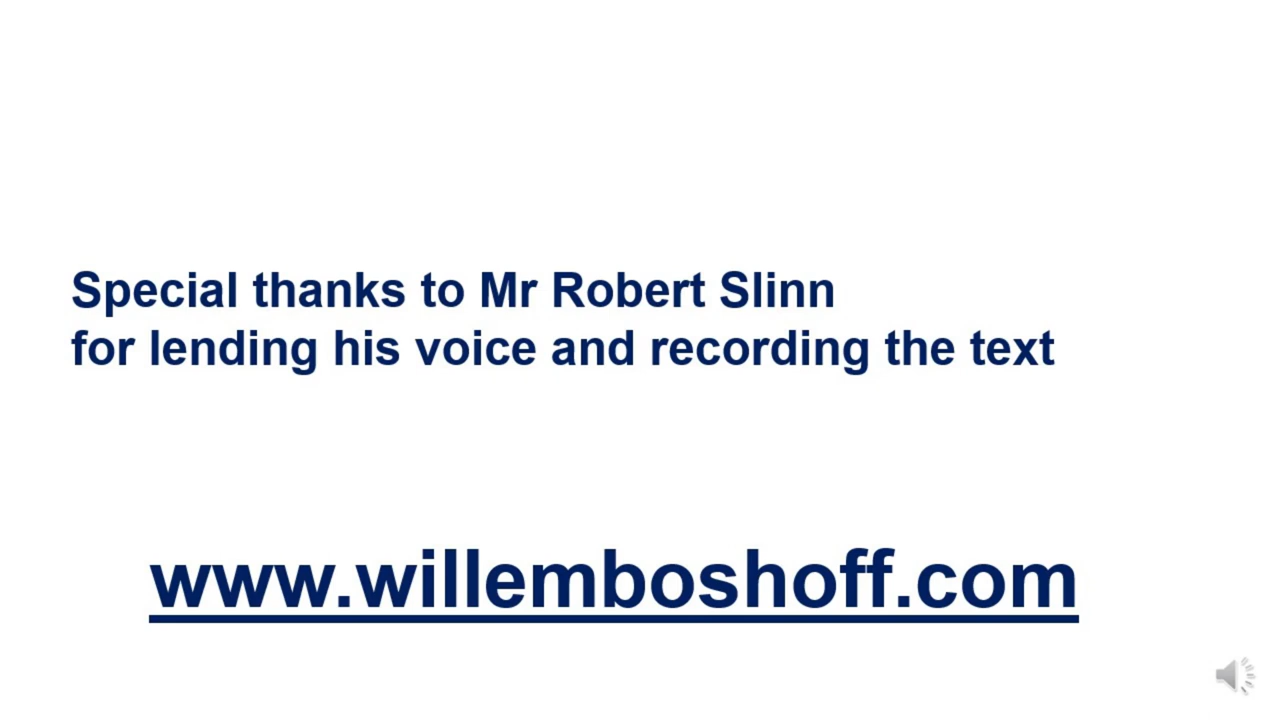 Special thanks to Mr Robert Slinn
for lending his voice and recording the text
www.willemboshoff.com